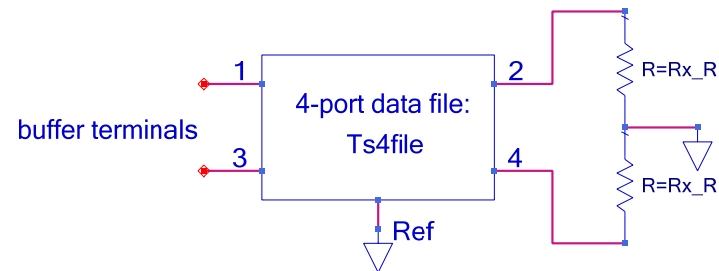 1
2
R=Rx_R
4-port data file:
Ts4file
buffer terminals
3
4
R=Rx_R
Ref